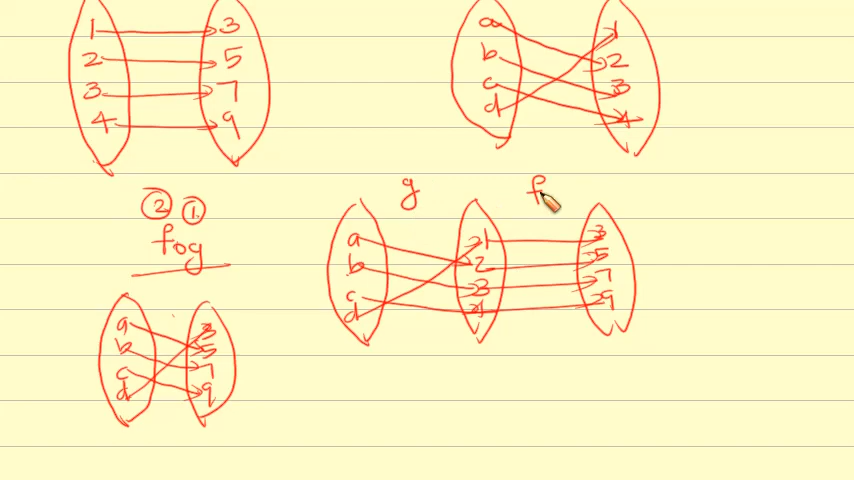 1 3 a 1
2 5 b 2
3 7 c 3
4 9 d 4
② ① g f
fog
a 1 3
b 2 5
c 3 7
d 4 9
a 3
b 5
c 7
d 9